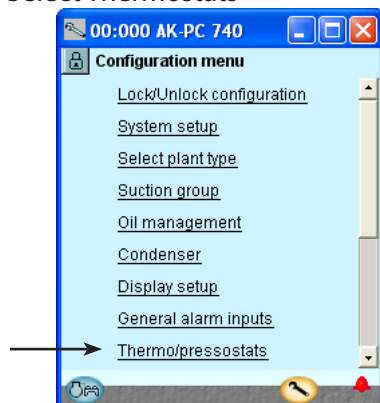 Select Thermostats
00:000 AK-PC 740
Configuration menu
Lock/Unlock configuration
System setup
Select plant type
Suction group
Oil management
Condenser
Display setup
General alarm inputs
Thermo/pressostats